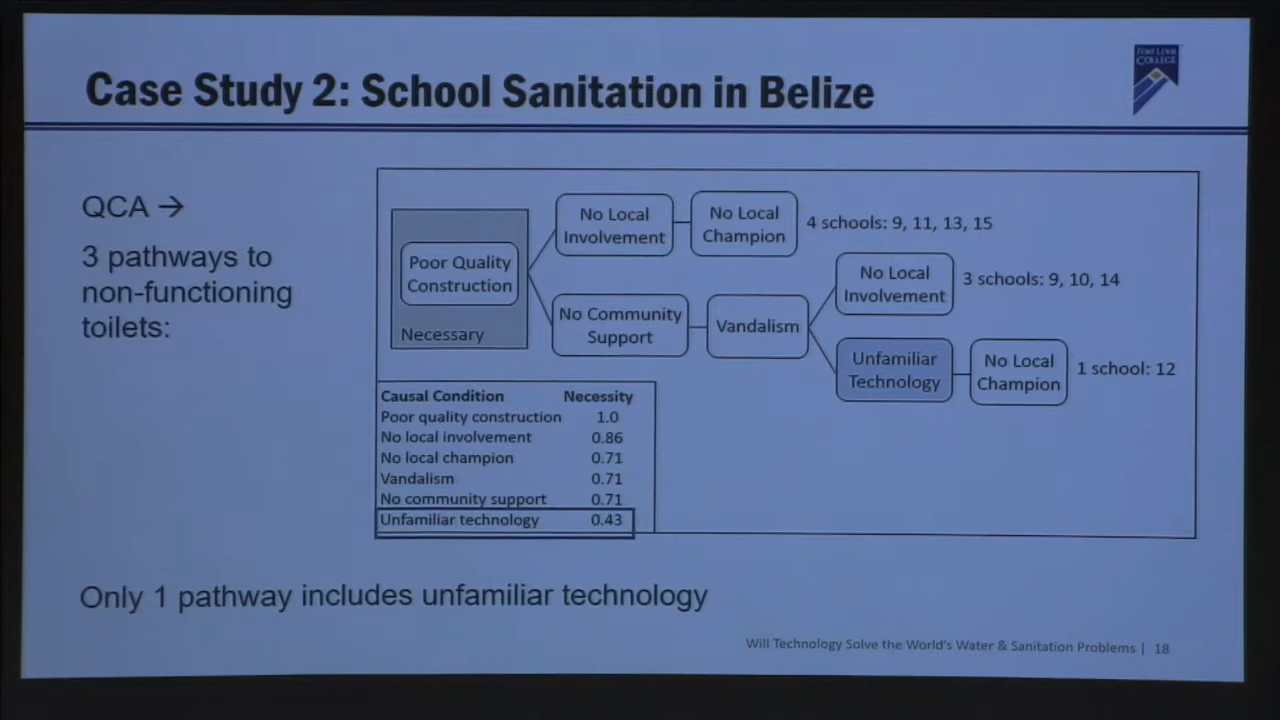 FORT LEWIS
COLLEGE
Case Study 2: School Sanitation in Belize
QCA →
3 pathways to
non-functioning
toilets:
Poor Quality
Construction
Necessary
No Local
Involvement
No Local
Champion
4 schools: 9, 11, 13, 15
No Community
Support
Vandalism
No Local
Involvement
3 schools: 9, 10, 14
Unfamiliar
Technology
No Local
Champion
1 school: 12
Causal Condition Necessity
Poor quality construction 1.0
No local involvement 0.86
No local champion 0.71
Vandalism 0.71
No community support 0.71
Unfamiliar technology 0.43
Only 1 pathway includes unfamiliar technology
Will Technology Solve the World's Water & Sanitation Problems | 18